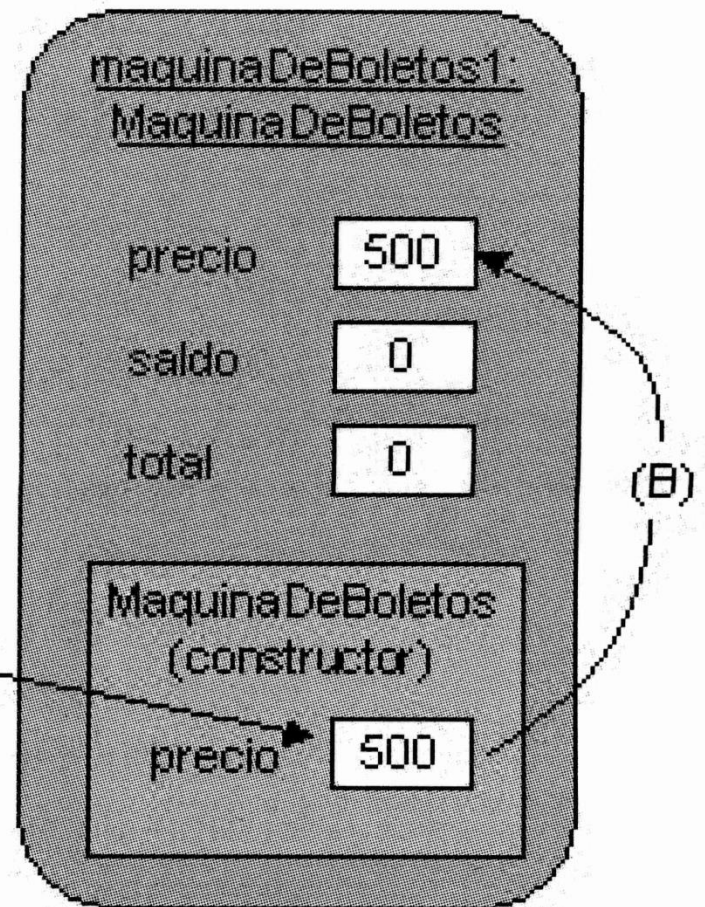 maquinaDeBoletos1:
MaquinaDeBoletos
precio 500
saldo 0
total 0
(B)
MaquinaDeBoletos
(constructor)
precio 500